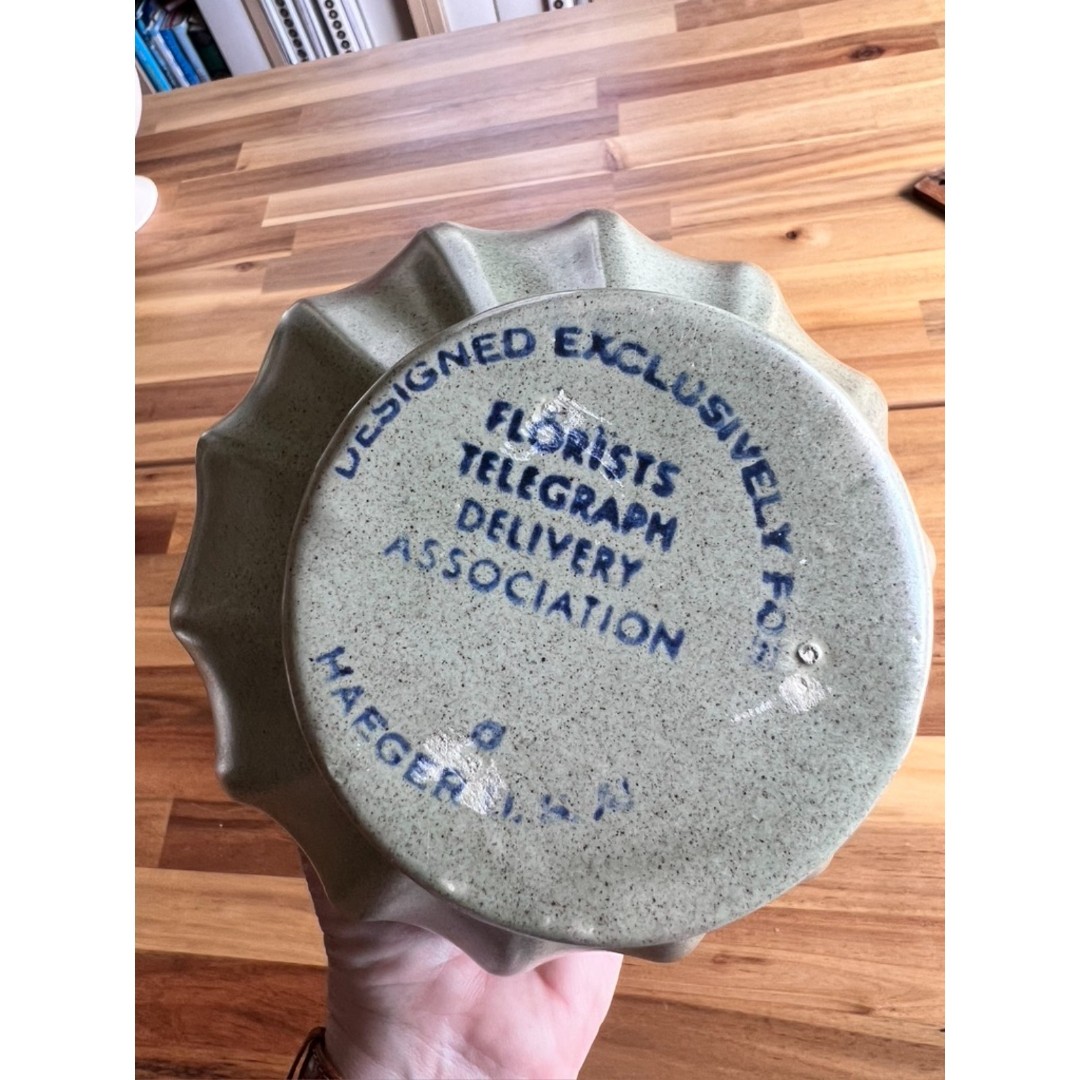 DESIGNED EXCLUSIVELY FOR
FLORISTS
TELEGRAPH
DELIVERY
ASSOCIATION
HAEGER